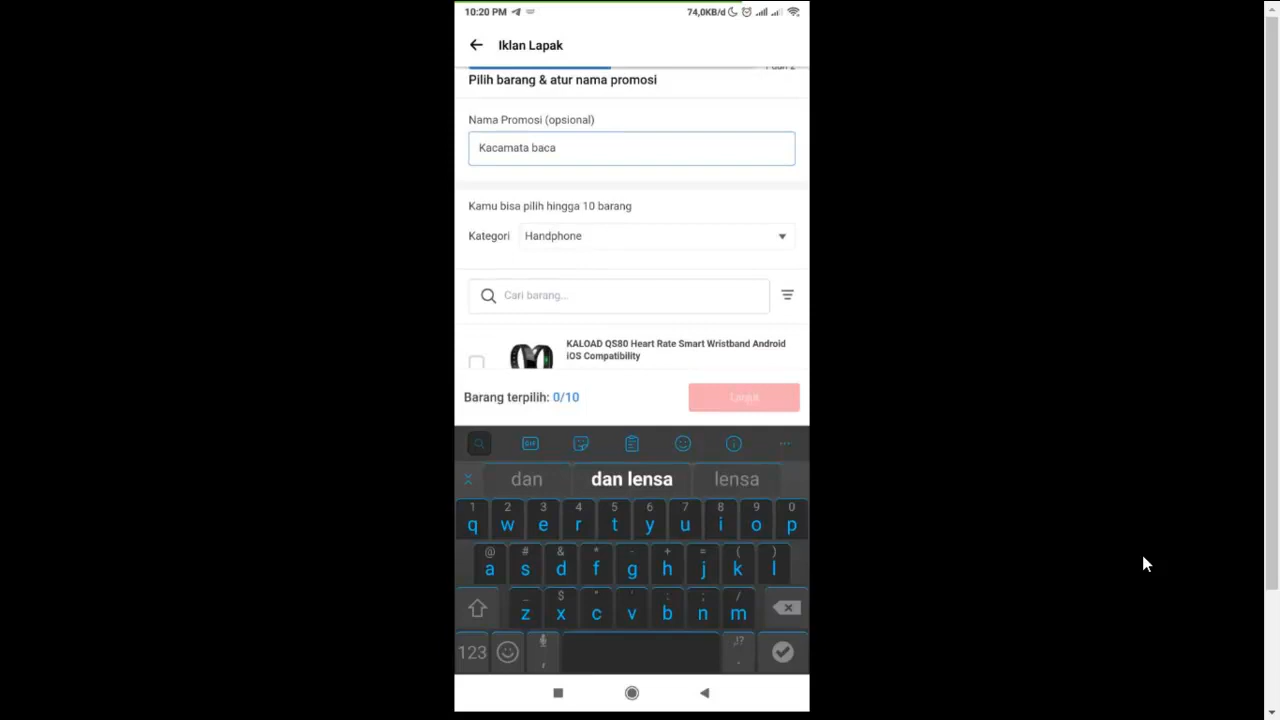 10:20 PM
74,0KB/d
Iklan Lapak
Pilih barang & atur nama promosi
Nama Promosi (opsional)
Kacamata baca
Kamu bisa pilih hingga 10 barang
Kategori Handphone
Cari barang...
KALOAD QS80 Heart Rate Smart Wristband Android
iOS Compatibility
Barang terpilih: 0/10
Lanjut
GIF
dan dan lensa lensa
1 2 3 4 5 6 7 8 9 0
q w e r t y u i o p
@ # & * - + = ( )
a s d f g h j k l
_ $ " ' : ; /
z x c v b n m
123 , ,!? .